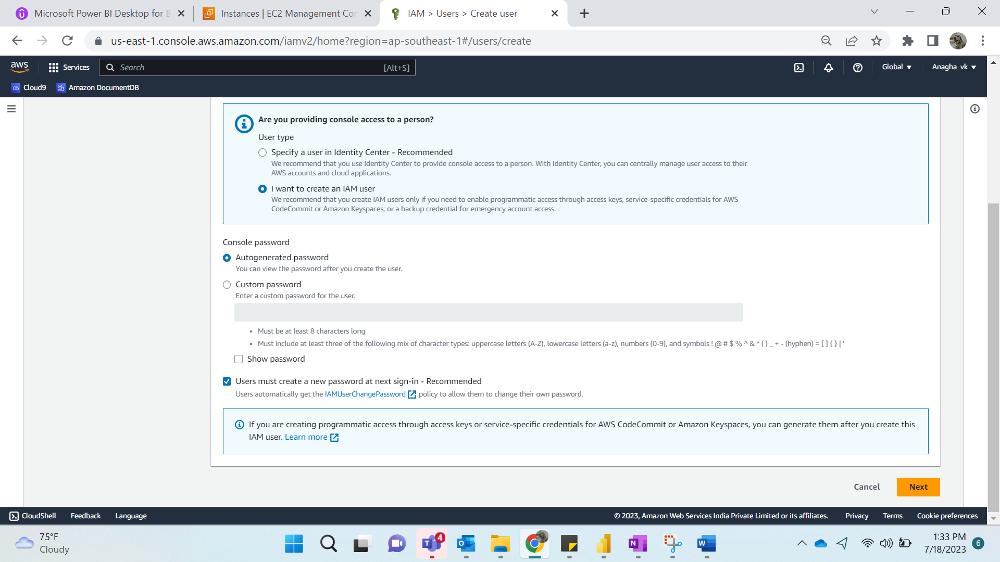 Microsoft Power BI Desktop for B
Instances | EC2 Management Con
IAM > Users > Create user
us-east-1.console.aws.amazon.com/iamv2/home?region=ap-southeast-1#/users/create
aws
Services
Search
[Alt+S]
Global
Anagha_vk
Cloud9
Amazon DocumentDB
Are you providing console access to a person?
User type
Specify a user in Identity Center - Recommended
We recommend that you use Identity Center to provide console access to a person. With Identity Center, you can centrally manage user access to their
AWS accounts and cloud applications.
I want to create an IAM user
We recommend that you create IAM users only if you need to enable programmatic access through access keys, service-specific credentials for AWS
CodeCommit or Amazon Keyspaces, or a backup credential for emergency account access.
Console password
Autogenerated password
You can view the password after you create the user.
Custom password
Enter a custom password for the user.
• Must be at least 8 characters long
• Must include at least three of the following mix of character types: uppercase letters (A-Z), lowercase letters (a-z), numbers (0-9), and symbols ! @ # $ % ^ & * ( ) _ + - (hyphen) = [ ] { } | '
Show password
Users must create a new password at next sign-in - Recommended
Users automatically get the IAMUserChangePassword policy to allow them to change their own password.
If you are creating programmatic access through access keys or service-specific credentials for AWS CodeCommit or Amazon Keyspaces, you can generate them after you create this
IAM user. Learn more
Cancel
Next
CloudShell
Feedback
Language
© 2023, Amazon Web Services India Private Limited or its affiliates.
Privacy
Terms
Cookie preferences
75°F
Cloudy
4
1:33 PM
7/18/2023
6